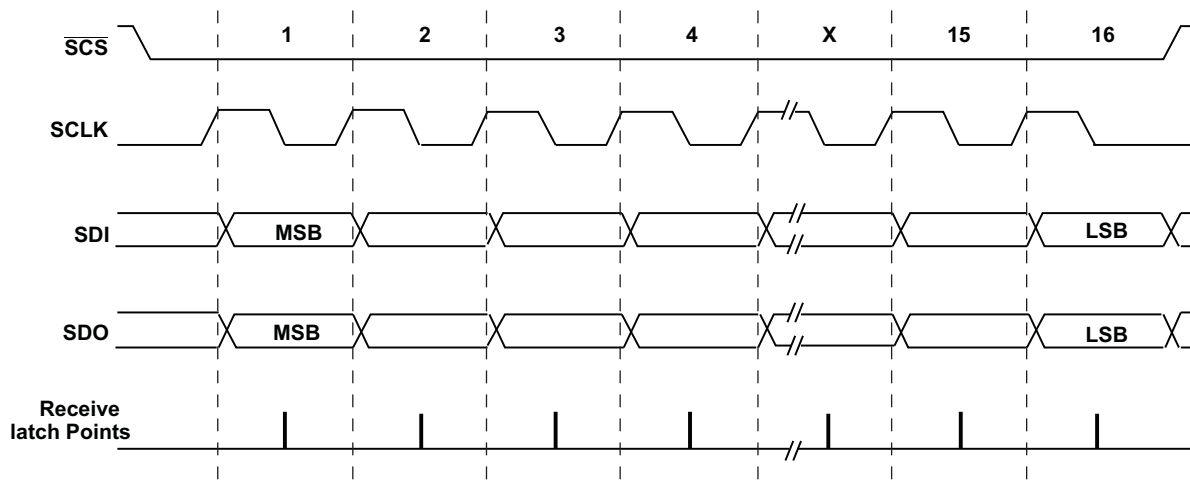 SCS
1 2 3 4 X 15 16
SCLK
SDI
MSB
LSB
SDO
MSB
LSB
Receive
latch Points